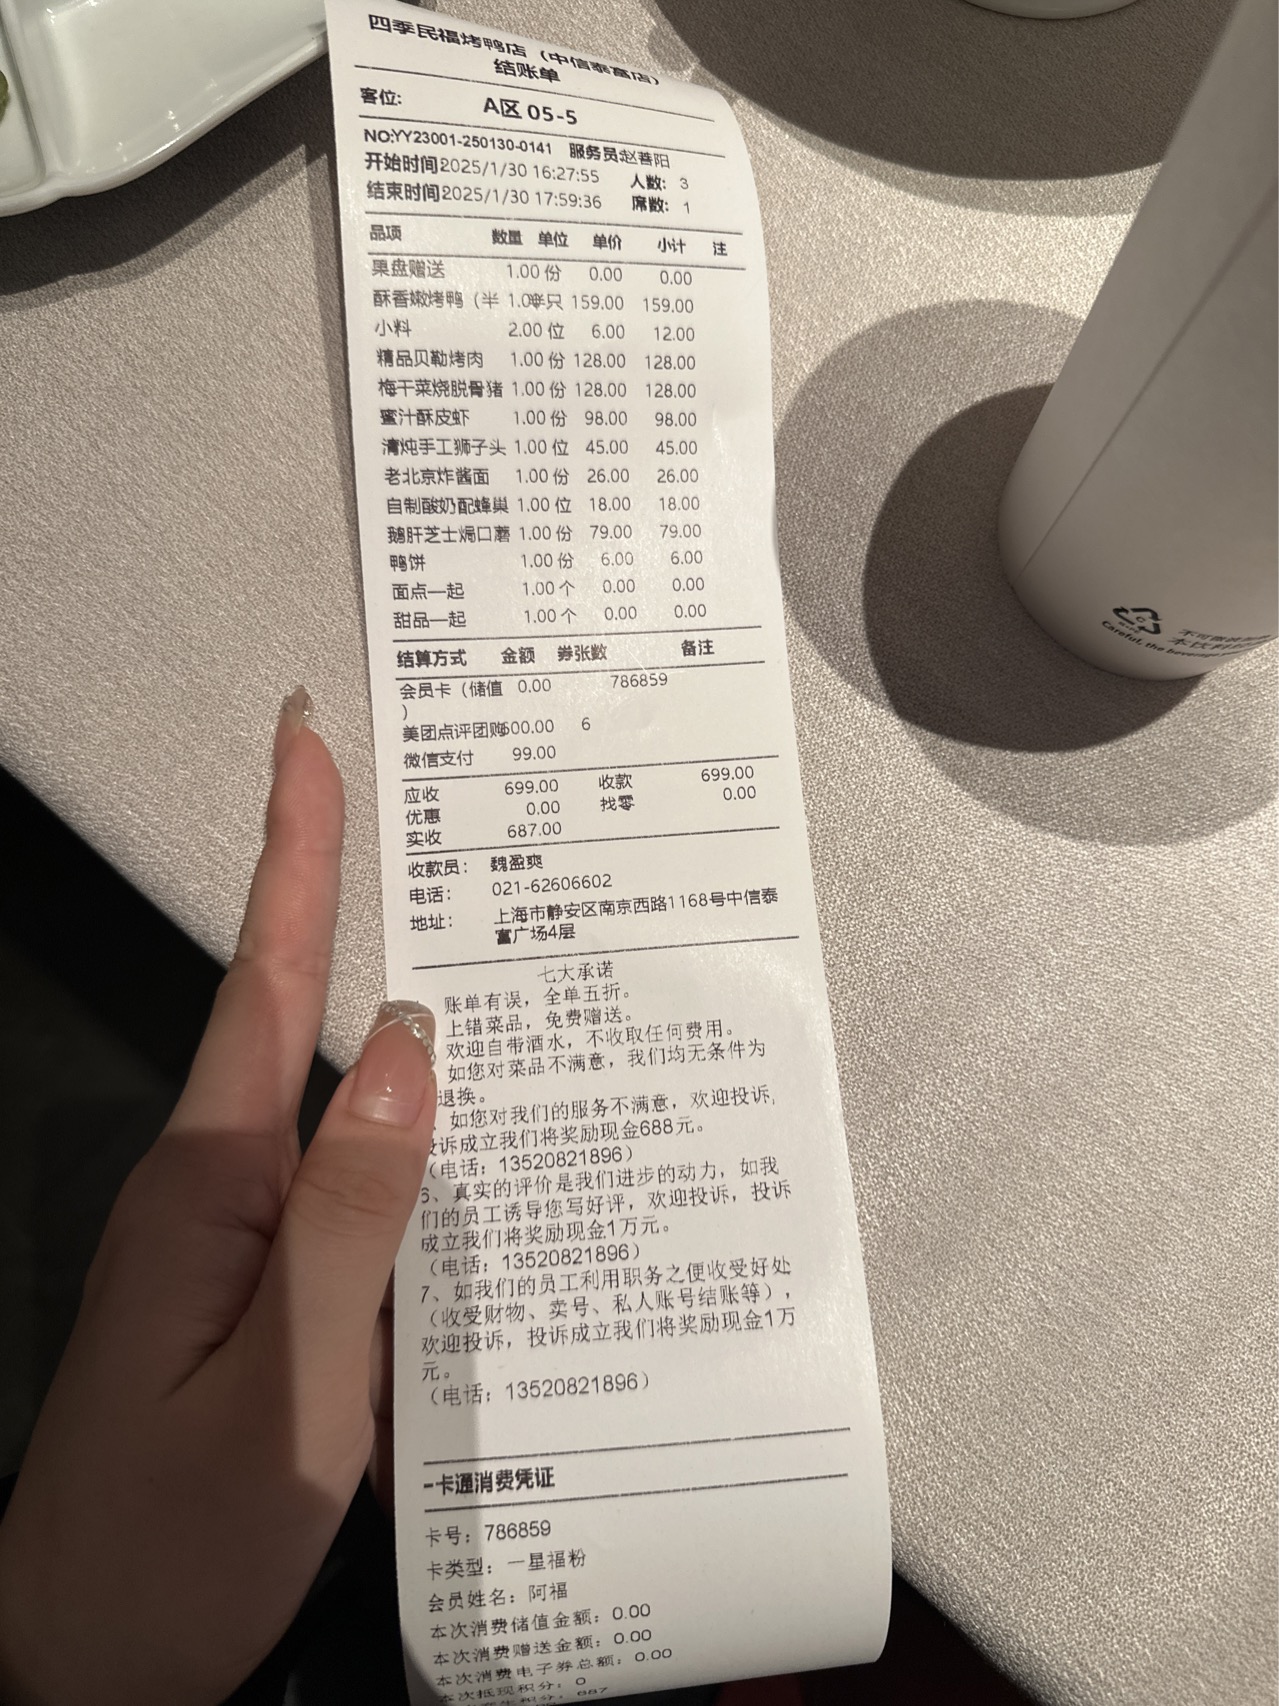 四季民福烤鸭店（中信泰富店）
结账单
客位: A区 05-5
NO:YY23001-250130-0141 服务员:赵善阳
开始时间2025/1/30 16:27:55 人数: 3
结束时间2025/1/30 17:59:36 席数: 1
品项 数量 单位 单价 小计 注
果盘赠送 1.00 份 0.00 0.00
酥香嫩烤鸭（半 1.00半只 159.00 159.00
小料 2.00 位 6.00 12.00
精品贝勒烤肉 1.00 份 128.00 128.00
梅干菜烧脱骨猪 1.00 份 128.00 128.00
蜜汁酥皮虾 1.00 份 98.00 98.00
清炖手工狮子头 1.00 位 45.00 45.00
老北京炸酱面 1.00 份 26.00 26.00
自制酸奶配蜂巢 1.00 位 18.00 18.00
鹅肝芝士焗口蘑 1.00 份 79.00 79.00
鸭饼 1.00 份 6.00 6.00
面点一起 1.00 个 0.00 0.00
甜品一起 1.00 个 0.00 0.00
结算方式 金额 券张数 备注
会员卡（储值 0.00 786859
）
美团点评团购600.00 6
微信支付 99.00
应收 699.00 收款 699.00
优惠 0.00 找零 0.00
实收 687.00
收款员: 魏盈爽
电话: 021-62606602
地址: 上海市静安区南京西路1168号中信泰
富广场4层
七大承诺
账单有误，全单五折。
上错菜品，免费赠送。
欢迎自带酒水，不收取任何费用。
如您对菜品不满意，我们均无条件为
退换。
如您对我们的服务不满意，欢迎投诉，
投诉成立我们将奖励现金688元。
（电话：13520821896）
6、真实的评价是我们进步的动力，如我
们的员工诱导您写好评，欢迎投诉，投诉
成立我们将奖励现金1万元。
（电话：13520821896）
7、如我们的员工利用职务之便收受好处
（收受财物、卖号、私人账号结账等），
欢迎投诉，投诉成立我们将奖励现金1万
元。
（电话：13520821896）
一卡通消费凭证
卡号：786859
卡类型：一星福粉
会员姓名：阿福
本次消费储值金额：0.00
本次消费赠送金额：0.00
本次消费电子券总额：0.00
本次抵现积分：0
积分：687
不可微波
本饮料
Careful, the beverage